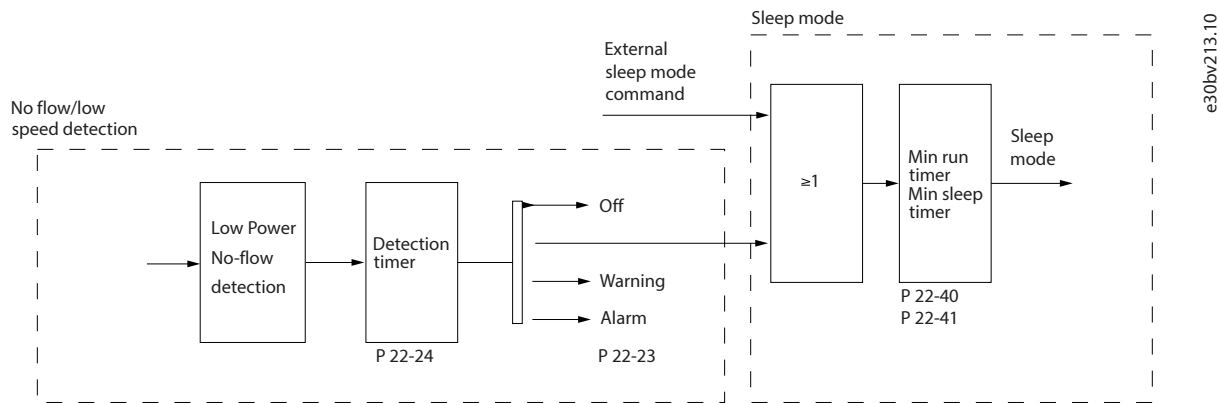 Sleep mode
e30bv213.10
External
sleep mode
command
No flow/low
speed detection
Low Power
No-flow
detection
Detection
timer
P 22-24
Off
Warning
Alarm
P 22-23
≥1
Min run
timer
Min sleep
timer
P 22-40
P 22-41
Sleep
mode